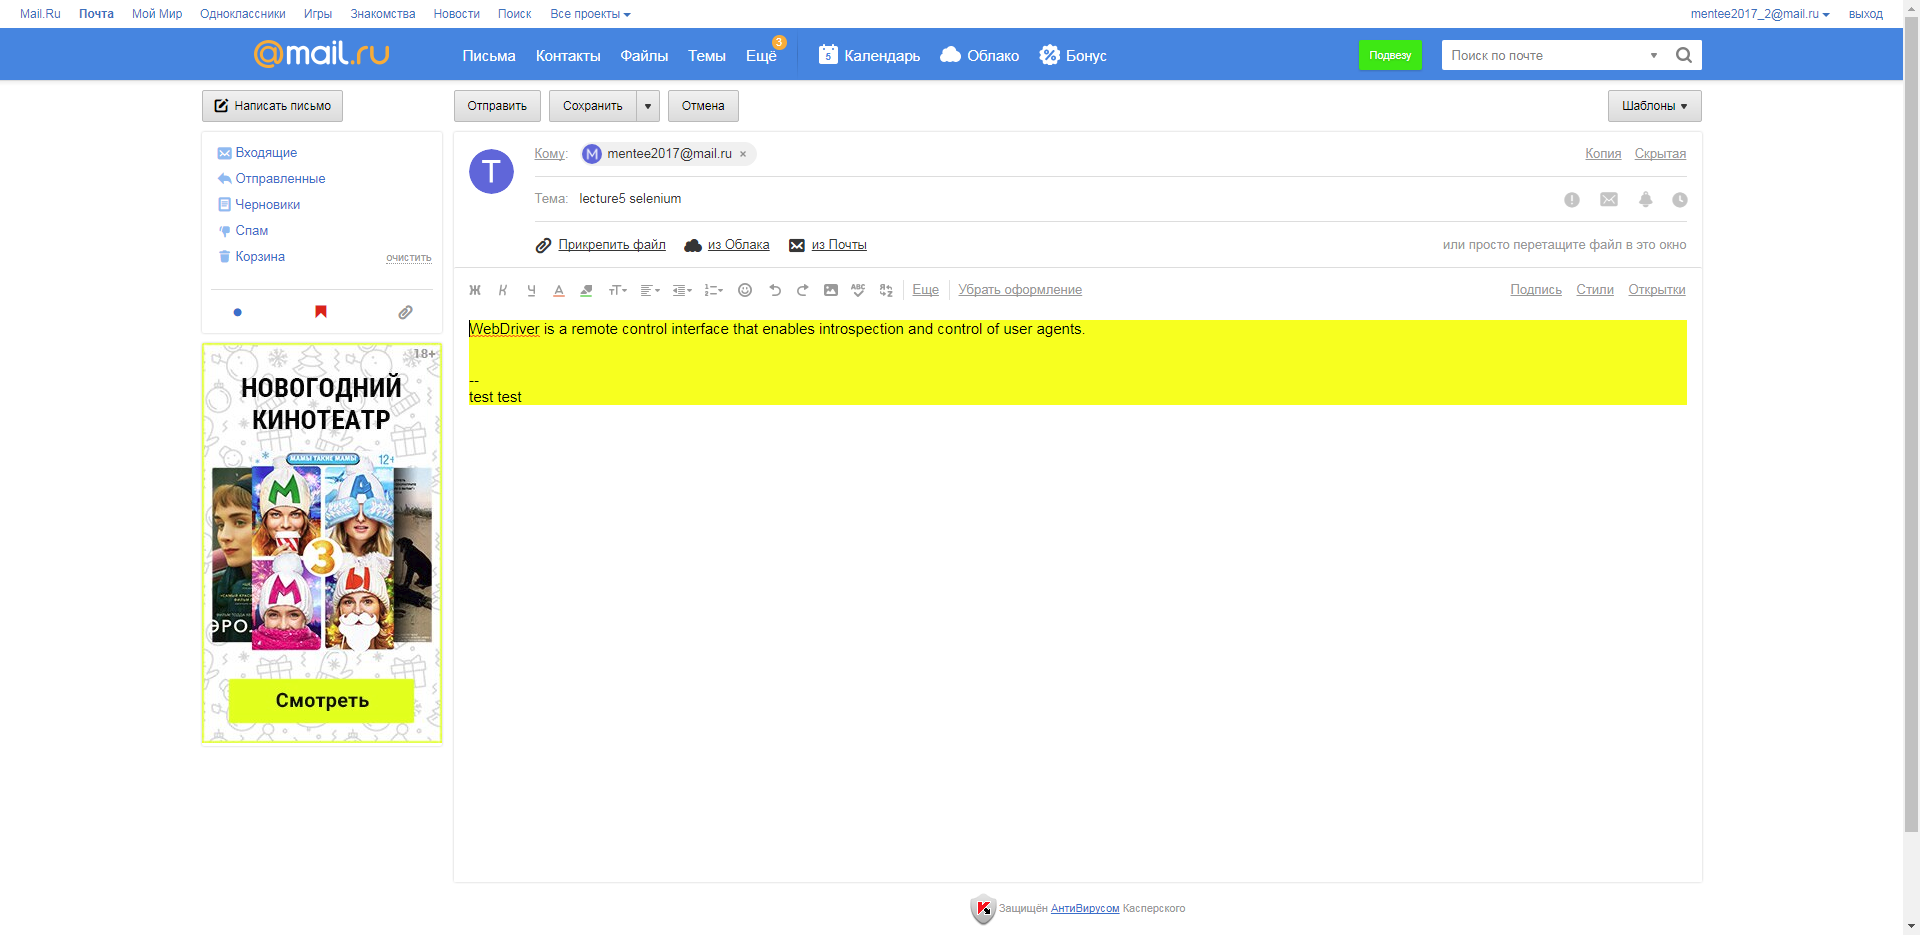 Mail.Ru Почта Мой Мир Одноклассники Игры Знакомства Новости Поиск Все проекты mentee2017_2@mail.ru выход
@mail.ru Письма Контакты Файлы Темы Ещё 3 5 Календарь Облако Бонус Подвезу Поиск по почте
Написать письмо Отправить Сохранить Отмена Шаблоны
Входящие
Отправленные
Черновики
Спам
Корзина очистить
T Кому: M mentee2017@mail.ru × Копия Скрытая
Тема: lecture5 selenium
Прикрепить файл из Облака из Почты или просто перетащите файл в это окно
Ж К Ч А тТ ABC Еще Убрать оформление Подпись Стили Открытки
WebDriver is a remote control interface that enables introspection and control of user agents.
--
test test
18+
НОВОГОДНИЙ
КИНОТЕАТР
МАМЫ ТАКИЕ МАМЫ 12+
М А
3
М Ы
ЭРО.
Смотреть
Защищён АнтиВирусом Касперского